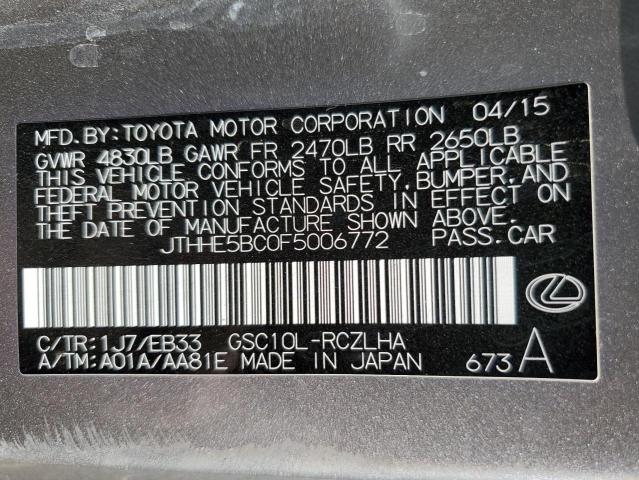 MFD.BY:TOYOTA MOTOR CORPORATION 04/15
GVWR 4830LB GAWR FR 2470LB RR 2650LB
THIS VEHICLE CONFORMS TO ALL APPLICABLE
FEDERAL MOTOR VEHICLE SAFETY,BUMPER,AND
THEFT PREVENTION STANDARDS IN EFFECT ON
THE DATE OF MANUFACTURE SHOWN ABOVE.
JTHHE5BC0F5006772 PASS.CAR
C/TR:1J7/EB33 GSC10L-RCZLHA
A/TM:A01A/AA81E MADE IN JAPAN 673 A